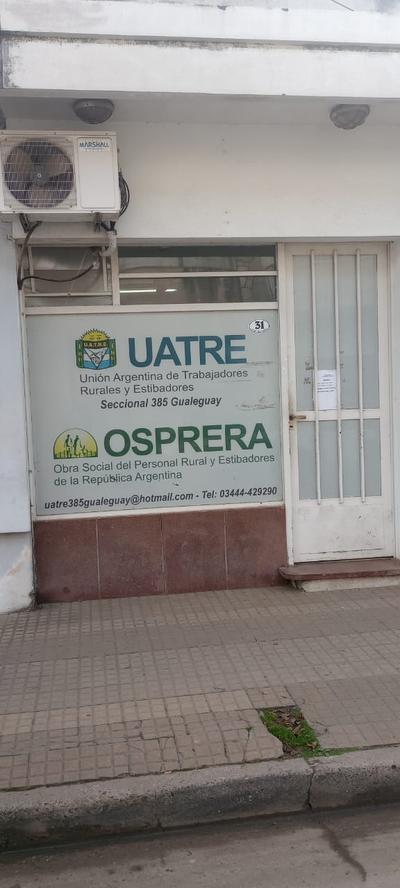 MARSHALL
31
U.A.T.R.E.
UATRE
Unión Argentina de Trabajadores
Rurales y Estibadores
Seccional 385 Gualeguay
OSPRERA
Obra Social del Personal Rural y Estibadores
de la República Argentina
uatre385gualeguay@hotmail.com - Tel: 03444-429290